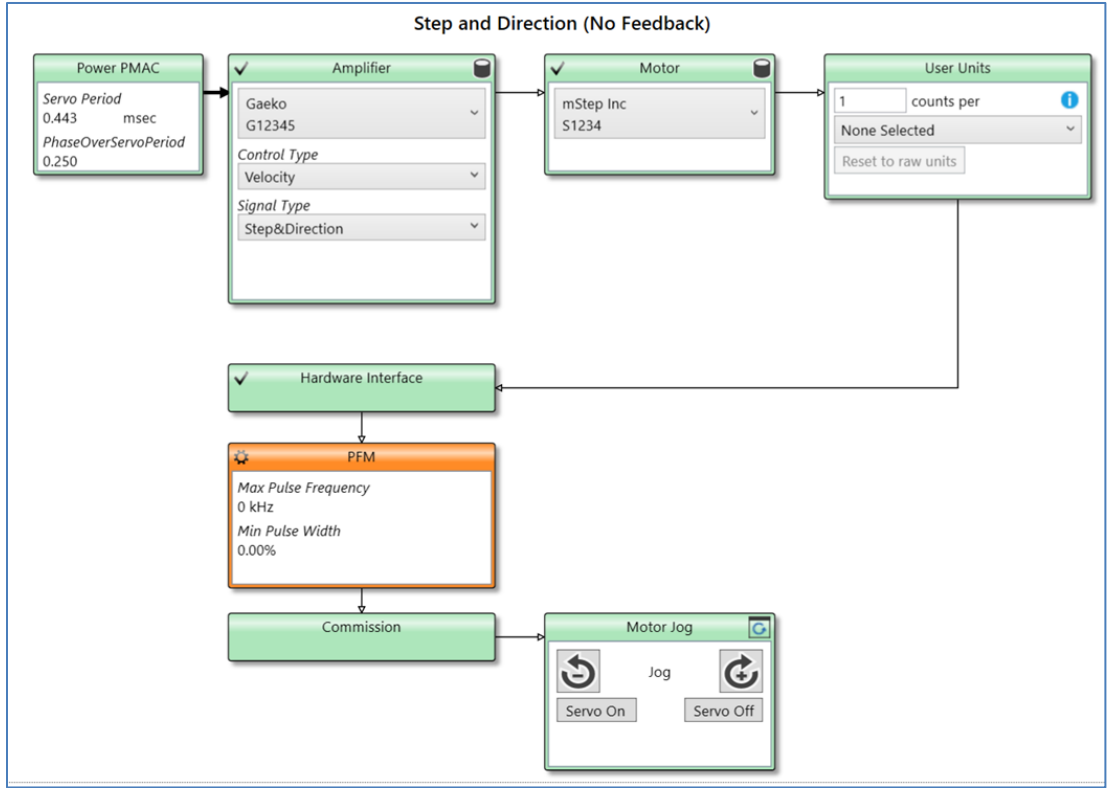 Step and Direction (No Feedback)
Power PMAC
Servo Period
0.443 msec
PhaseOverServoPeriod
0.250
Amplifier
Gaeko
G12345
Control Type
Velocity
Signal Type
Step&Direction
Motor
mStep Inc
S1234
User Units
1 counts per
None Selected
Reset to raw units
Hardware Interface
PFM
Max Pulse Frequency
0 kHz
Min Pulse Width
0.00%
Commission
Motor Jog
Jog
Servo On Servo Off